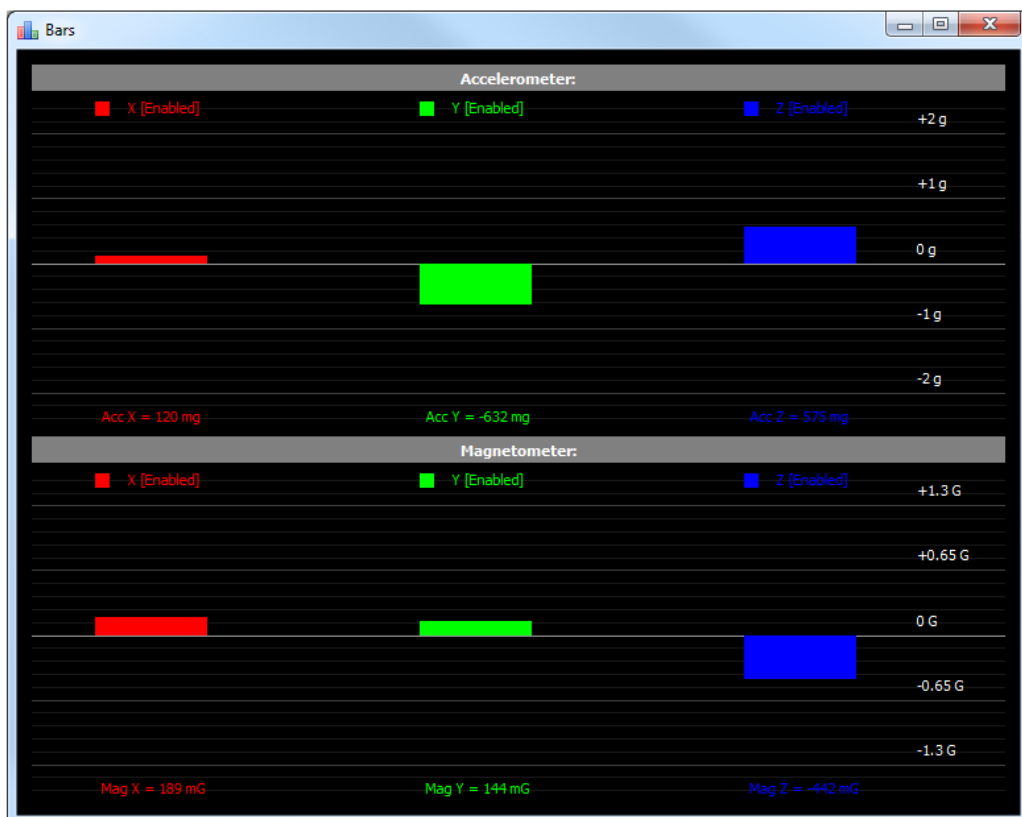 Bars
Accelerometer:
X [Enabled] Y [Enabled] Z [Enabled]
+2 g
+1 g
0 g
-1 g
-2 g
Acc X = 120 mg Acc Y = -632 mg Acc Z = 575 mg
Magnetometer:
X [Enabled] Y [Enabled] Z [Enabled]
+1.3 G
+0.65 G
0 G
-0.65 G
-1.3 G
Mag X = 189 mG Mag Y = 144 mG Mag Z = -442 mG